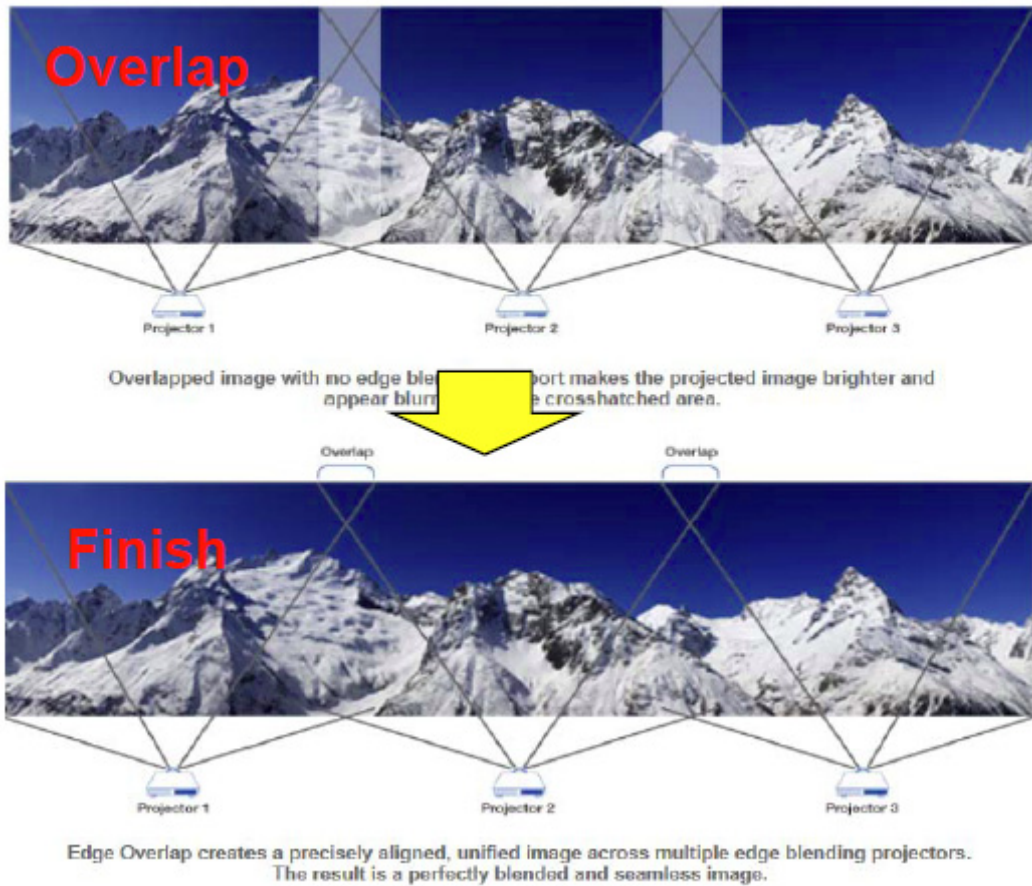 Overlap
Projector 1 Projector 2 Projector 3
Overlapped image with no edge port makes the projected image brighter and
appear crosshatched area.
Overlap Overlap
Finish
Projector 1 Projector 2 Projector 3
Edge Overlap creates a precisely aligned, unified image across multiple edge blending projectors.
The result is a perfectly blended and seamless image.